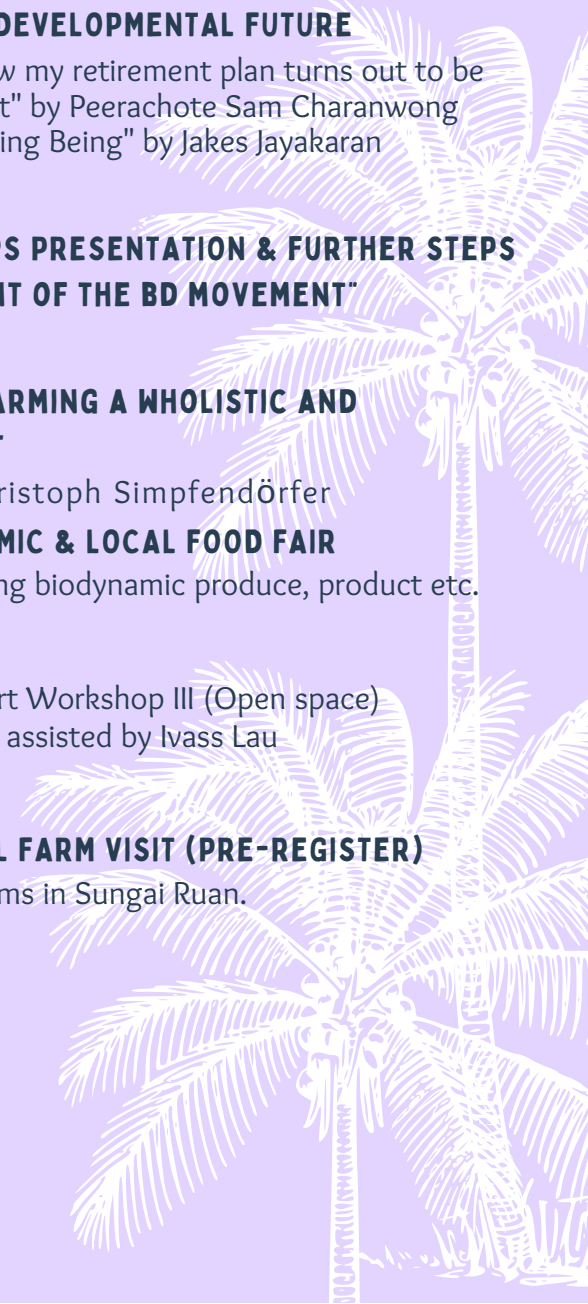 DEVELOPMENTAL FUTURE
w my retirement plan turns out to be
t" by Peerachote Sam Charanwong
ing Being" by Jakes Jayakaran
PS PRESENTATION & FURTHER STEPS
NT OF THE BD MOVEMENT"
ARMING A WHOLISTIC AND
ristoph Simpfendörfer
MIC & LOCAL FOOD FAIR
ng biodynamic produce, product etc.
rt Workshop III (Open space)
assisted by Ivass Lau
L FARM VISIT (PRE-REGISTER)
ms in Sungai Ruan.